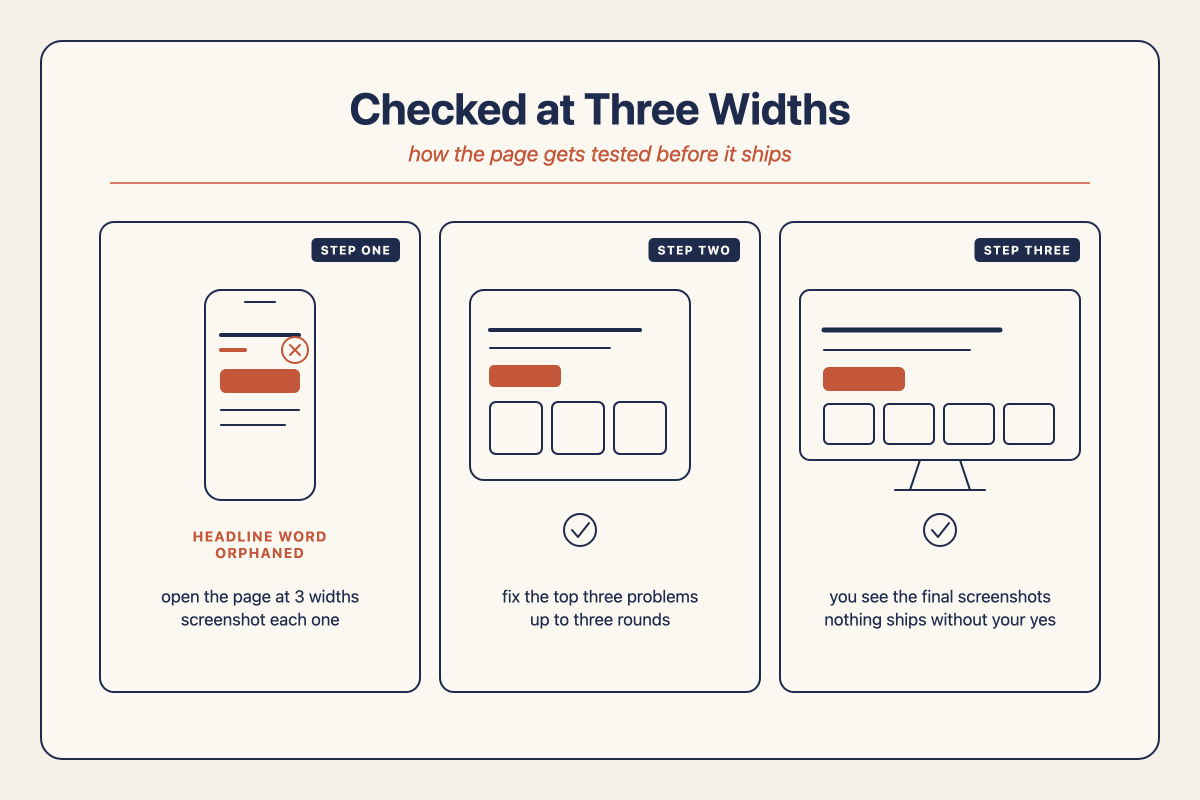 Checked at Three Widths
how the page gets tested before it ships
STEP ONE
HEADLINE WORD
ORPHANED
open the page at 3 widths
screenshot each one
STEP TWO
fix the top three problems
up to three rounds
STEP THREE
you see the final screenshots
nothing ships without your yes